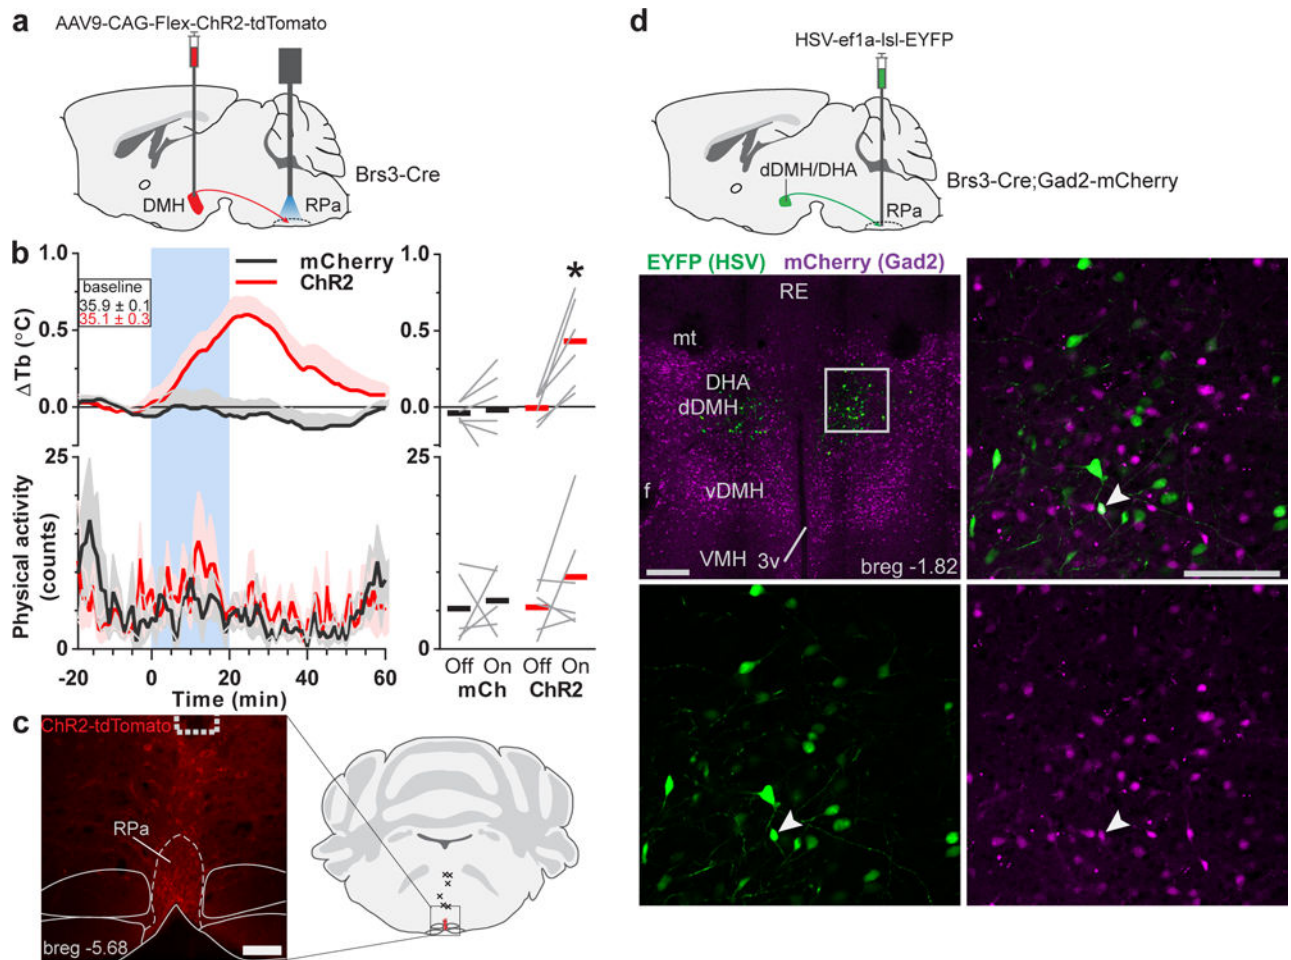 a
AAV9-CAG-Flex-ChR2-tdTomato
DMH
RPa
Brs3-Cre
b
mCherry
ChR2
baseline
35.9 ± 0.1
35.1 ± 0.3
ΔTb (°C)
1.0
0.5
0.0
1.0
0.5
0.0
*
Physical activity
(counts)
25
0
25
0
-20 0 20 40 60
Time (min)
Off On Off On
mCh ChR2
c
ChR2-tdTomato
RPa
breg -5.68
x x
x
x
x x
d
HSV-ef1a-lsl-EYFP
dDMH/DHA
RPa
Brs3-Cre;Gad2-mCherry
EYFP (HSV) mCherry (Gad2)
RE
mt
DHA
dDMH
f
vDMH
VMH
3v
breg -1.82